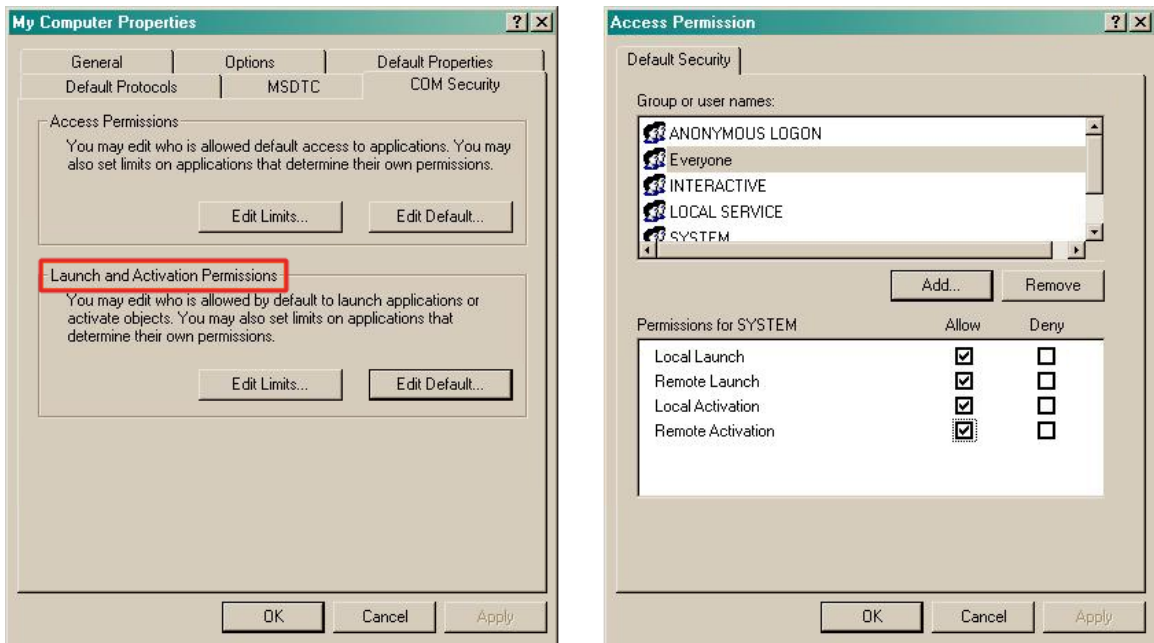 My Computer Properties
General Options Default Properties
Default Protocols MSDTC COM Security
Access Permissions
You may edit who is allowed default access to applications. You may
also set limits on applications that determine their own permissions.
Edit Limits... Edit Default...
Launch and Activation Permissions
You may edit who is allowed by default to launch applications or
activate objects. You may also set limits on applications that
determine their own permissions.
Edit Limits... Edit Default...
OK Cancel Apply
Access Permission
Default Security
Group or user names:
ANONYMOUS LOGON
Everyone
INTERACTIVE
LOCAL SERVICE
SYSTEM
Add... Remove
Permissions for SYSTEM Allow Deny
Local Launch
Remote Launch
Local Activation
Remote Activation
OK Cancel Apply